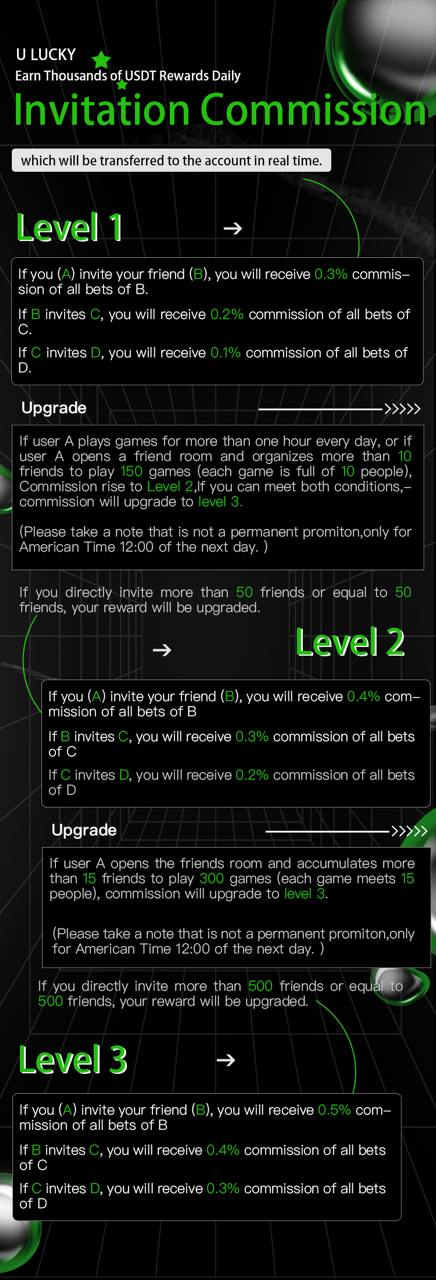 U LUCKY
Earn Thousands of USDT Rewards Daily
Invitation Commission
which will be transferred to the account in real time.
Level 1
If you (A) invite your friend (B), you will receive 0.3% commis–
sion of all bets of B.
If B invites C, you will receive 0.2% commission of all bets of
C.
If C invites D, you will receive 0.1% commission of all bets of
D.
Upgrade
If user A plays games for more than one hour every day, or if
user A opens a friend room and organizes more than 10
friends to play 150 games (each game is full of 10 people),
Commission rise to Level 2,If you can meet both conditions,–
commission will upgrade to level 3.
(Please take a note that is not a permanent promiton,only for
American Time 12:00 of the next day. )
If you directly invite more than 50 friends or equal to 50
friends, your reward will be upgraded.
Level 2
If you (A) invite your friend (B), you will receive 0.4% com–
mission of all bets of B
If B invites C, you will receive 0.3% commission of all bets
of C
If C invites D, you will receive 0.2% commission of all bets
of D
Upgrade
If user A opens the friends room and accumulates more
than 15 friends to play 300 games (each game meets 15
people), commission will upgrade to level 3.
(Please take a note that is not a permanent promiton,only
for American Time 12:00 of the next day. )
If you directly invite more than 500 friends or equal to
500 friends, your reward will be upgraded.
Level 3
If you (A) invite your friend (B), you will receive 0.5% com–
mission of all bets of B
If B invites C, you will receive 0.4% commission of all bets
of C
If C invites D, you will receive 0.3% commission of all bets
of D